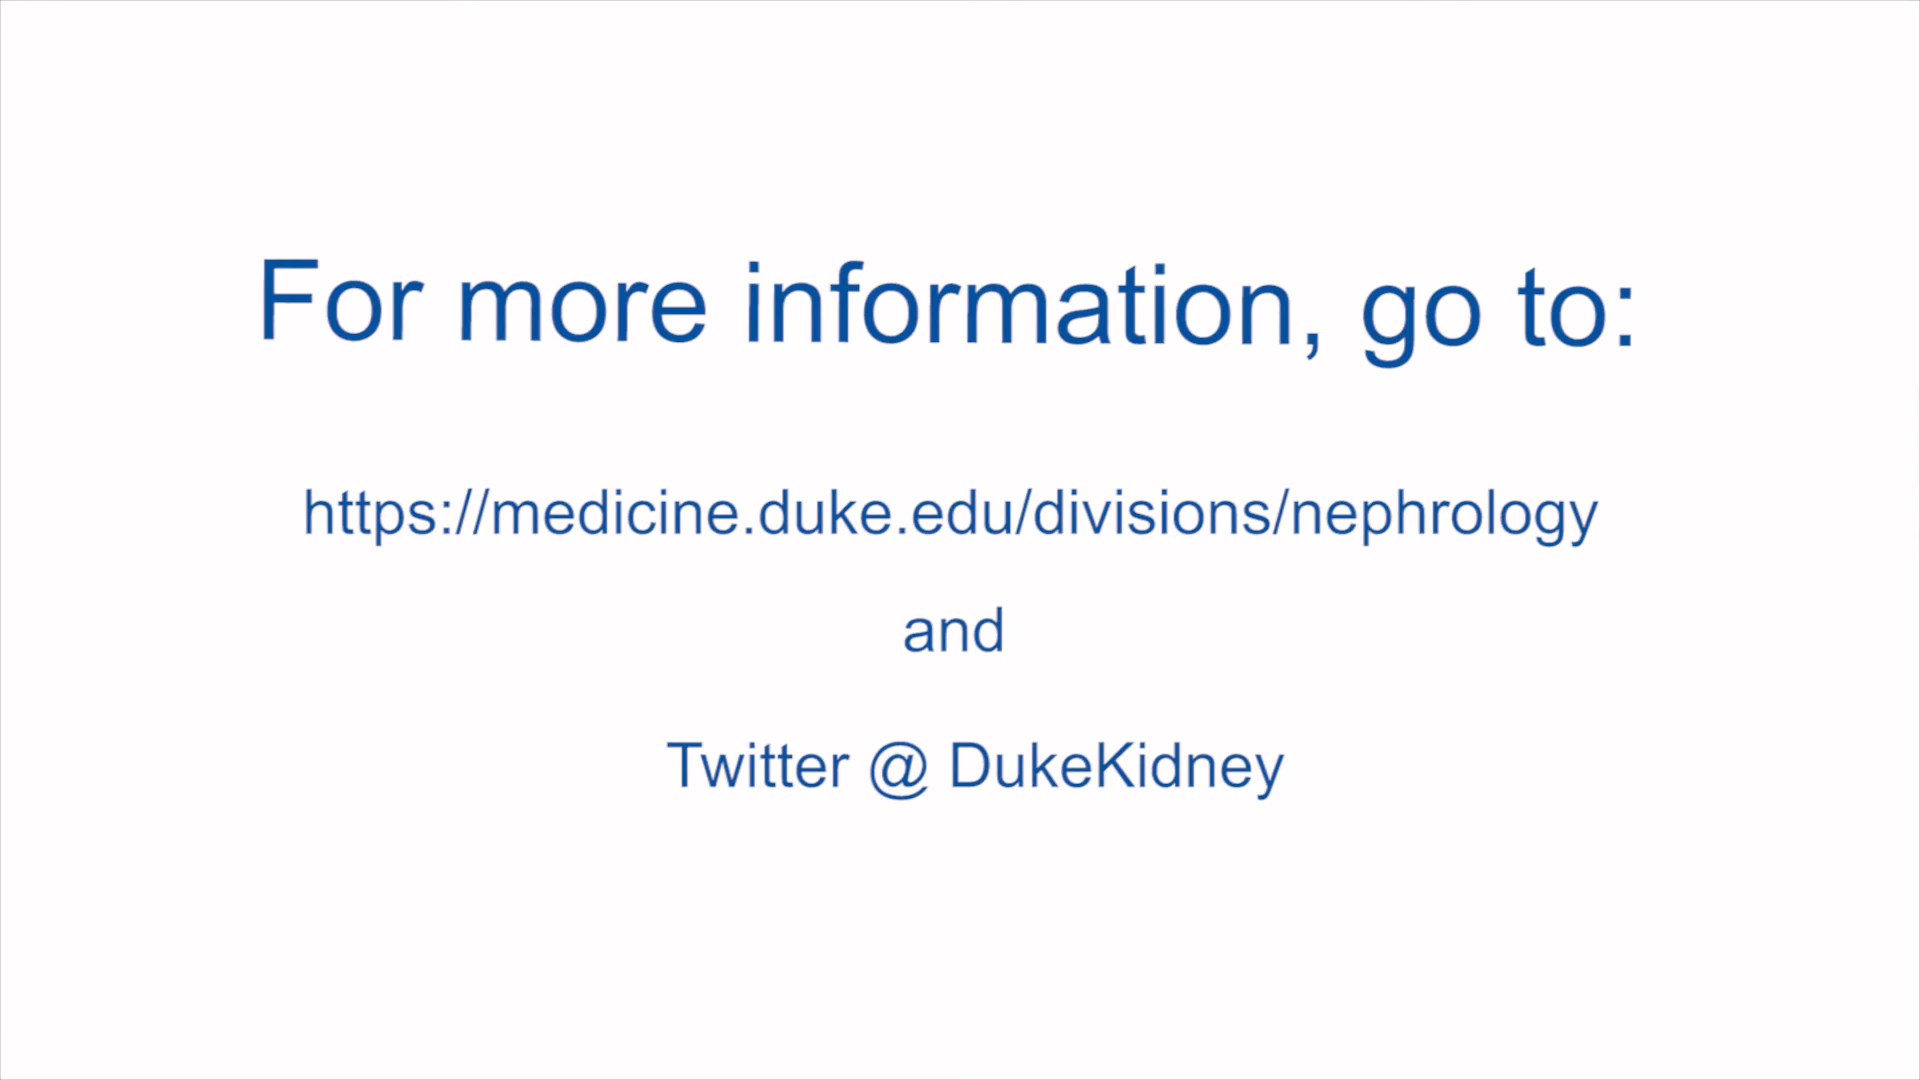 For more information, go to:
https://medicine.duke.edu/divisions/nephrology
and
Twitter @ DukeKidney